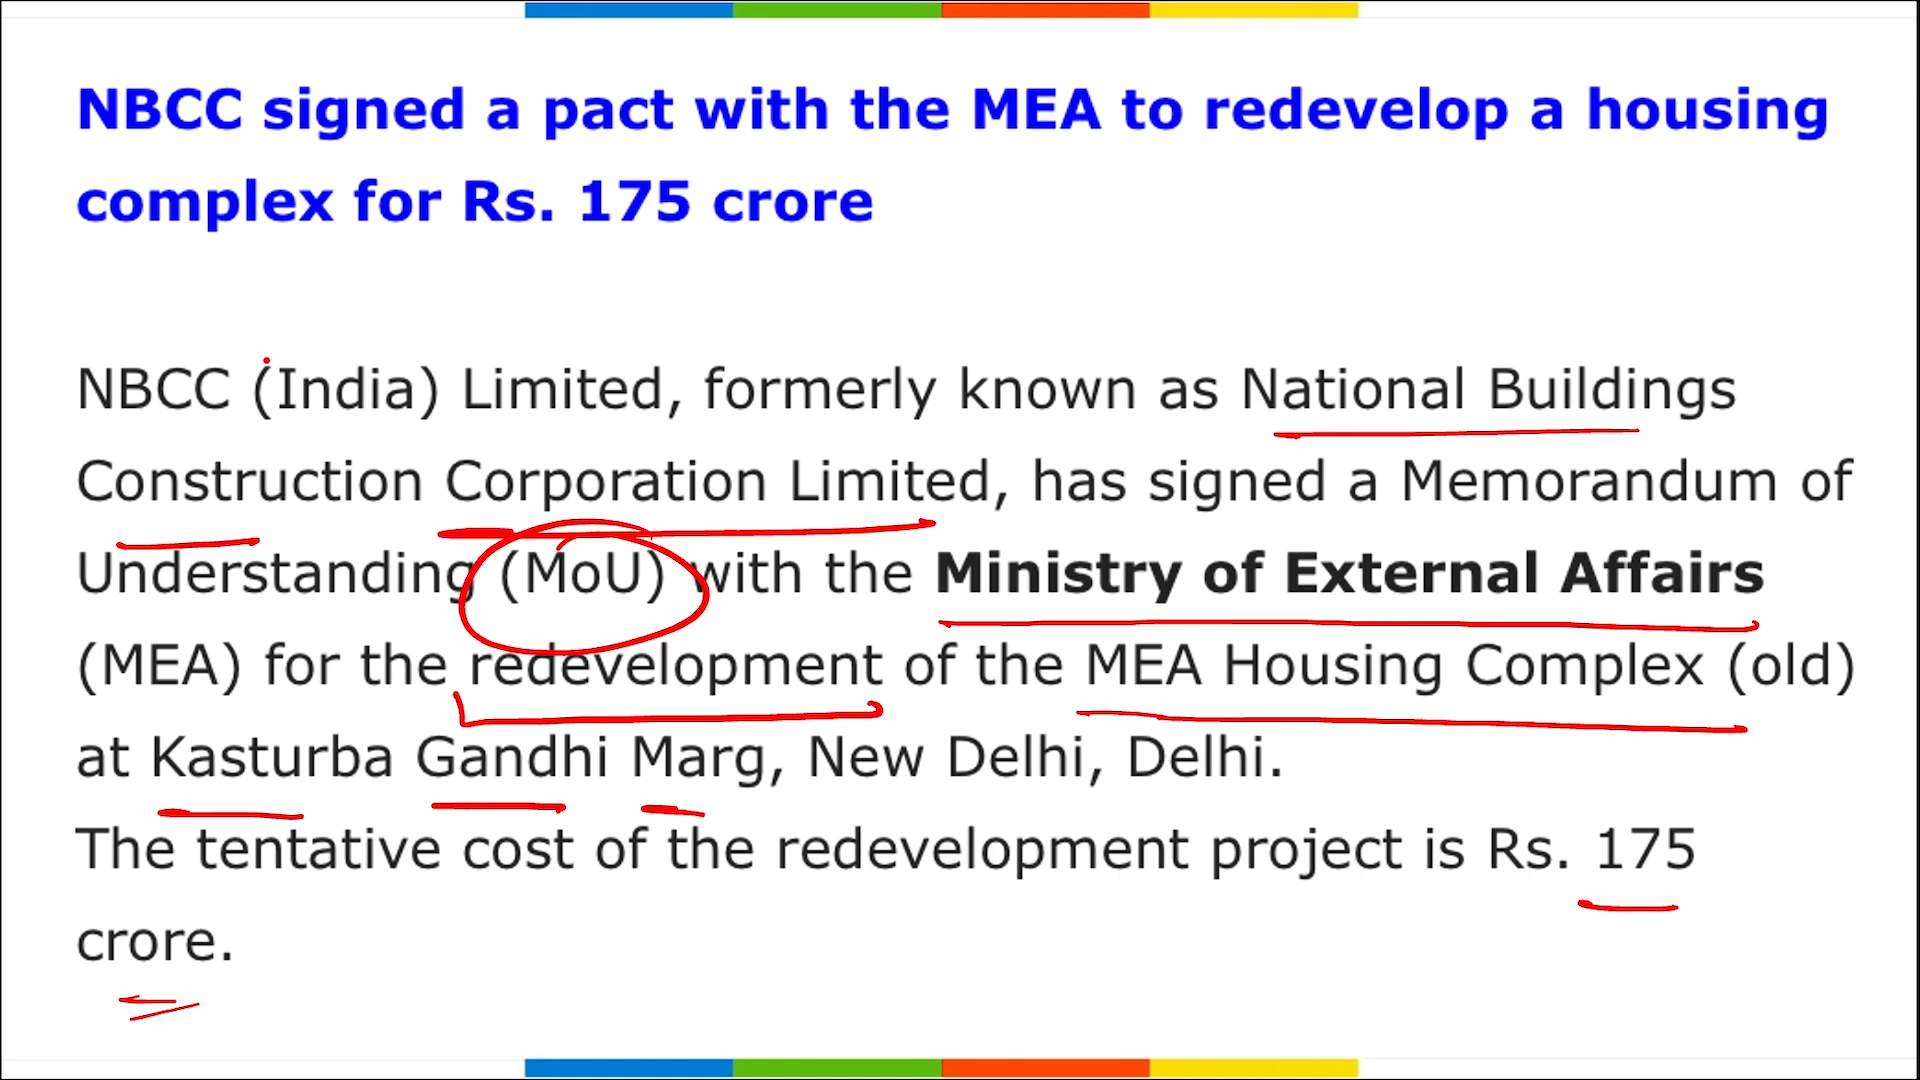 NBCC signed a pact with the MEA to redevelop a housing
complex for Rs. 175 crore
NBCC (India) Limited, formerly known as National Buildings
Construction Corporation Limited, has signed a Memorandum of
Understanding (MoU) with the Ministry of External Affairs
(MEA) for the redevelopment of the MEA Housing Complex (old)
at Kasturba Gandhi Marg, New Delhi, Delhi.
The tentative cost of the redevelopment project is Rs. 175
crore.